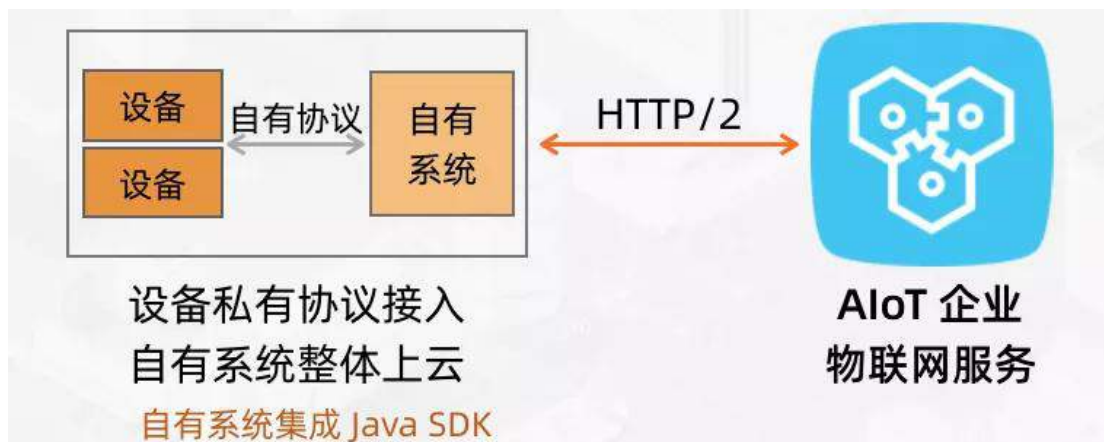 设备
设备
自有协议
自有
系统
HTTP/2
设备私有协议接入
自有系统整体上云
自有系统集成 Java SDK
AIoT 企业
物联网服务